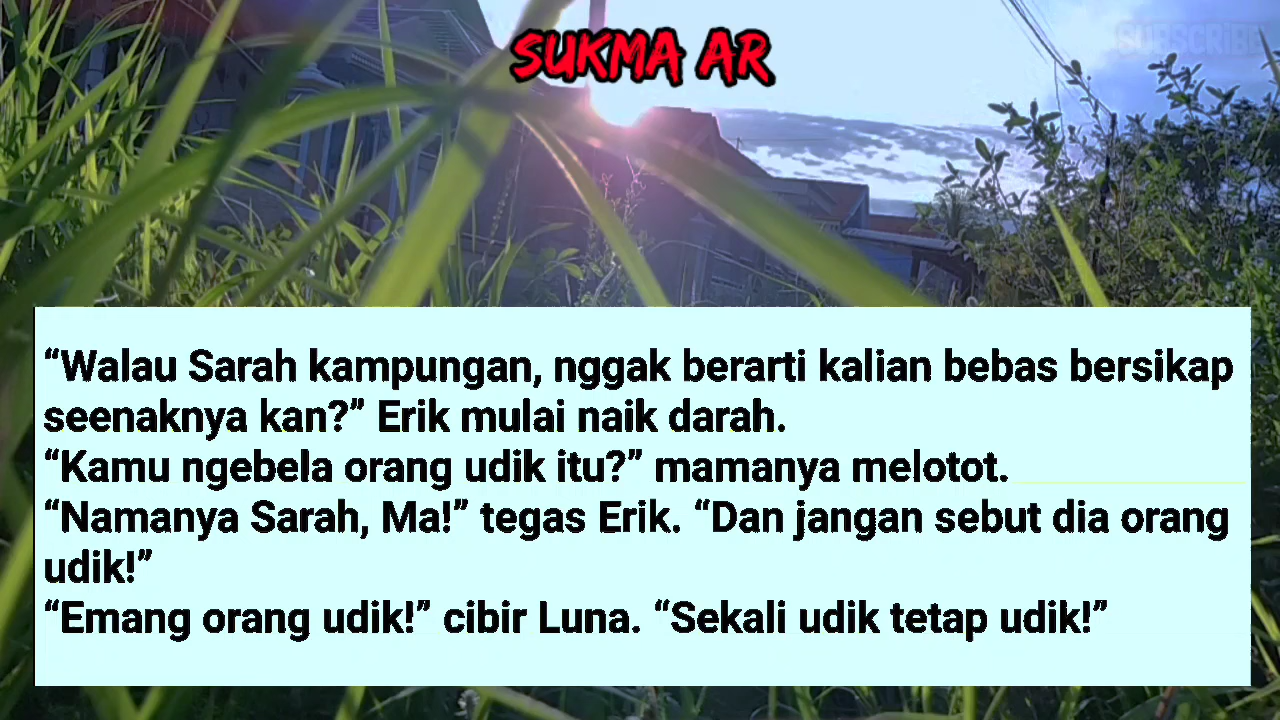 SUKMA AR
SUBSCRIBE
“Walau Sarah kampungan, nggak berarti kalian bebas bersikap
seenaknya kan?” Erik mulai naik darah.
“Kamu ngebela orang udik itu?” mamanya melotot.
“Namanya Sarah, Ma!” tegas Erik. “Dan jangan sebut dia orang
udik!”
“Emang orang udik!” cibir Luna. “Sekali udik tetap udik!”